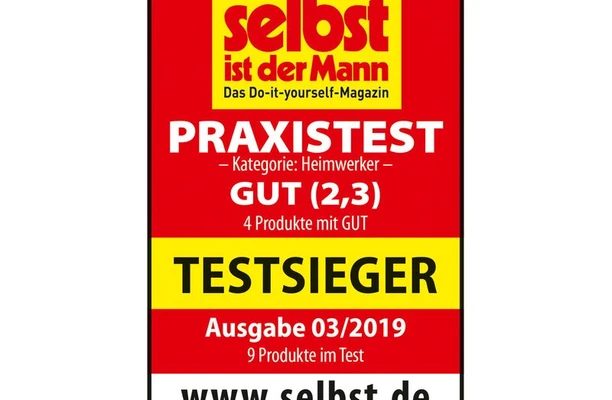 selbst
ist der Mann
Das Do-it-yourself-Magazin
PRAXISTEST
– Kategorie: Heimwerker –
GUT (2,3)
4 Produkte mit GUT
TESTSIEGER
Ausgabe 03/2019
9 Produkte im Test
www.selbst.de